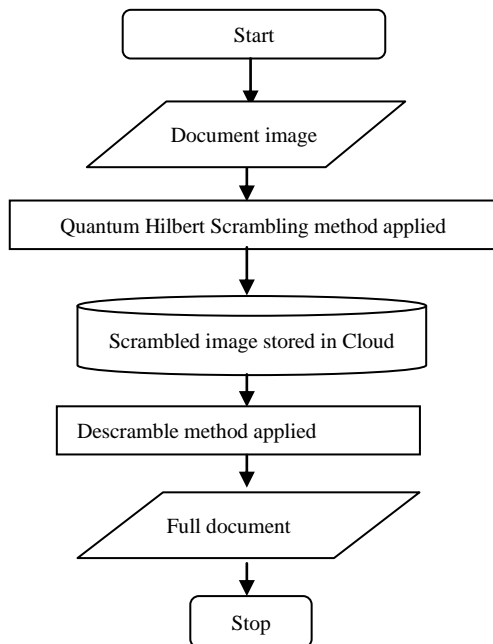 Start
Document image
Quantum Hilbert Scrambling method applied
Scrambled image stored in Cloud
Descramble method applied
Full document
Stop